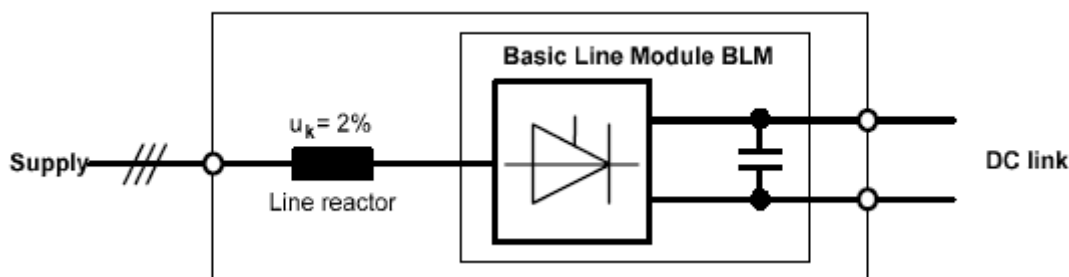 Basic Line Module BLM
uk= 2%
Supply
Line reactor
DC link